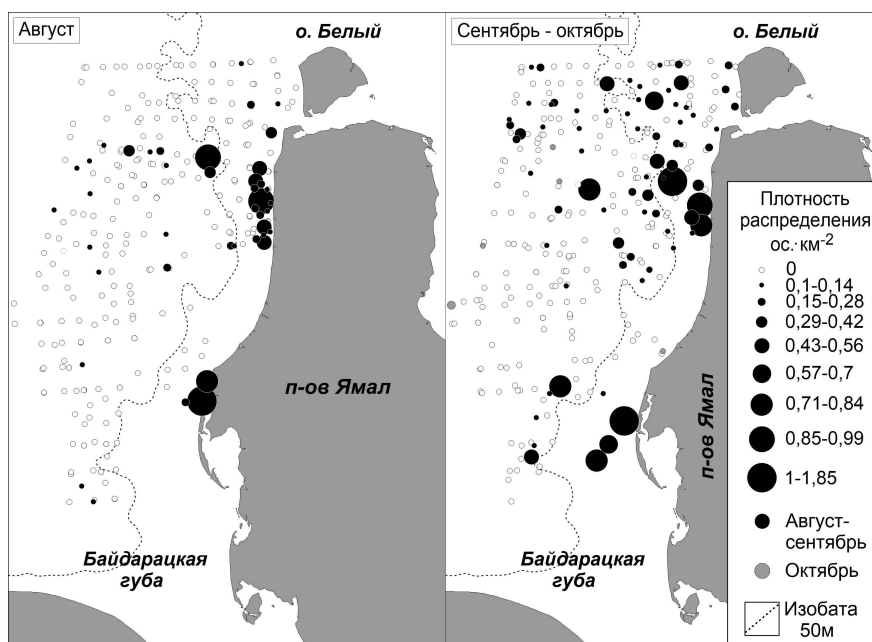 Август
о. Белый
п-ов Ямал
Байдарацкая
губа
Сентябрь - октябрь
о. Белый
п-ов Ямал
Байдарацкая
губа
Плотность
распределения
ос.·км⁻²
0
0,1-0,14
0,15-0,28
0,29-0,42
0,43-0,56
0,57-0,7
0,71-0,84
0,85-0,99
1-1,85
Август-
сентябрь
Октябрь
Изобата
50м